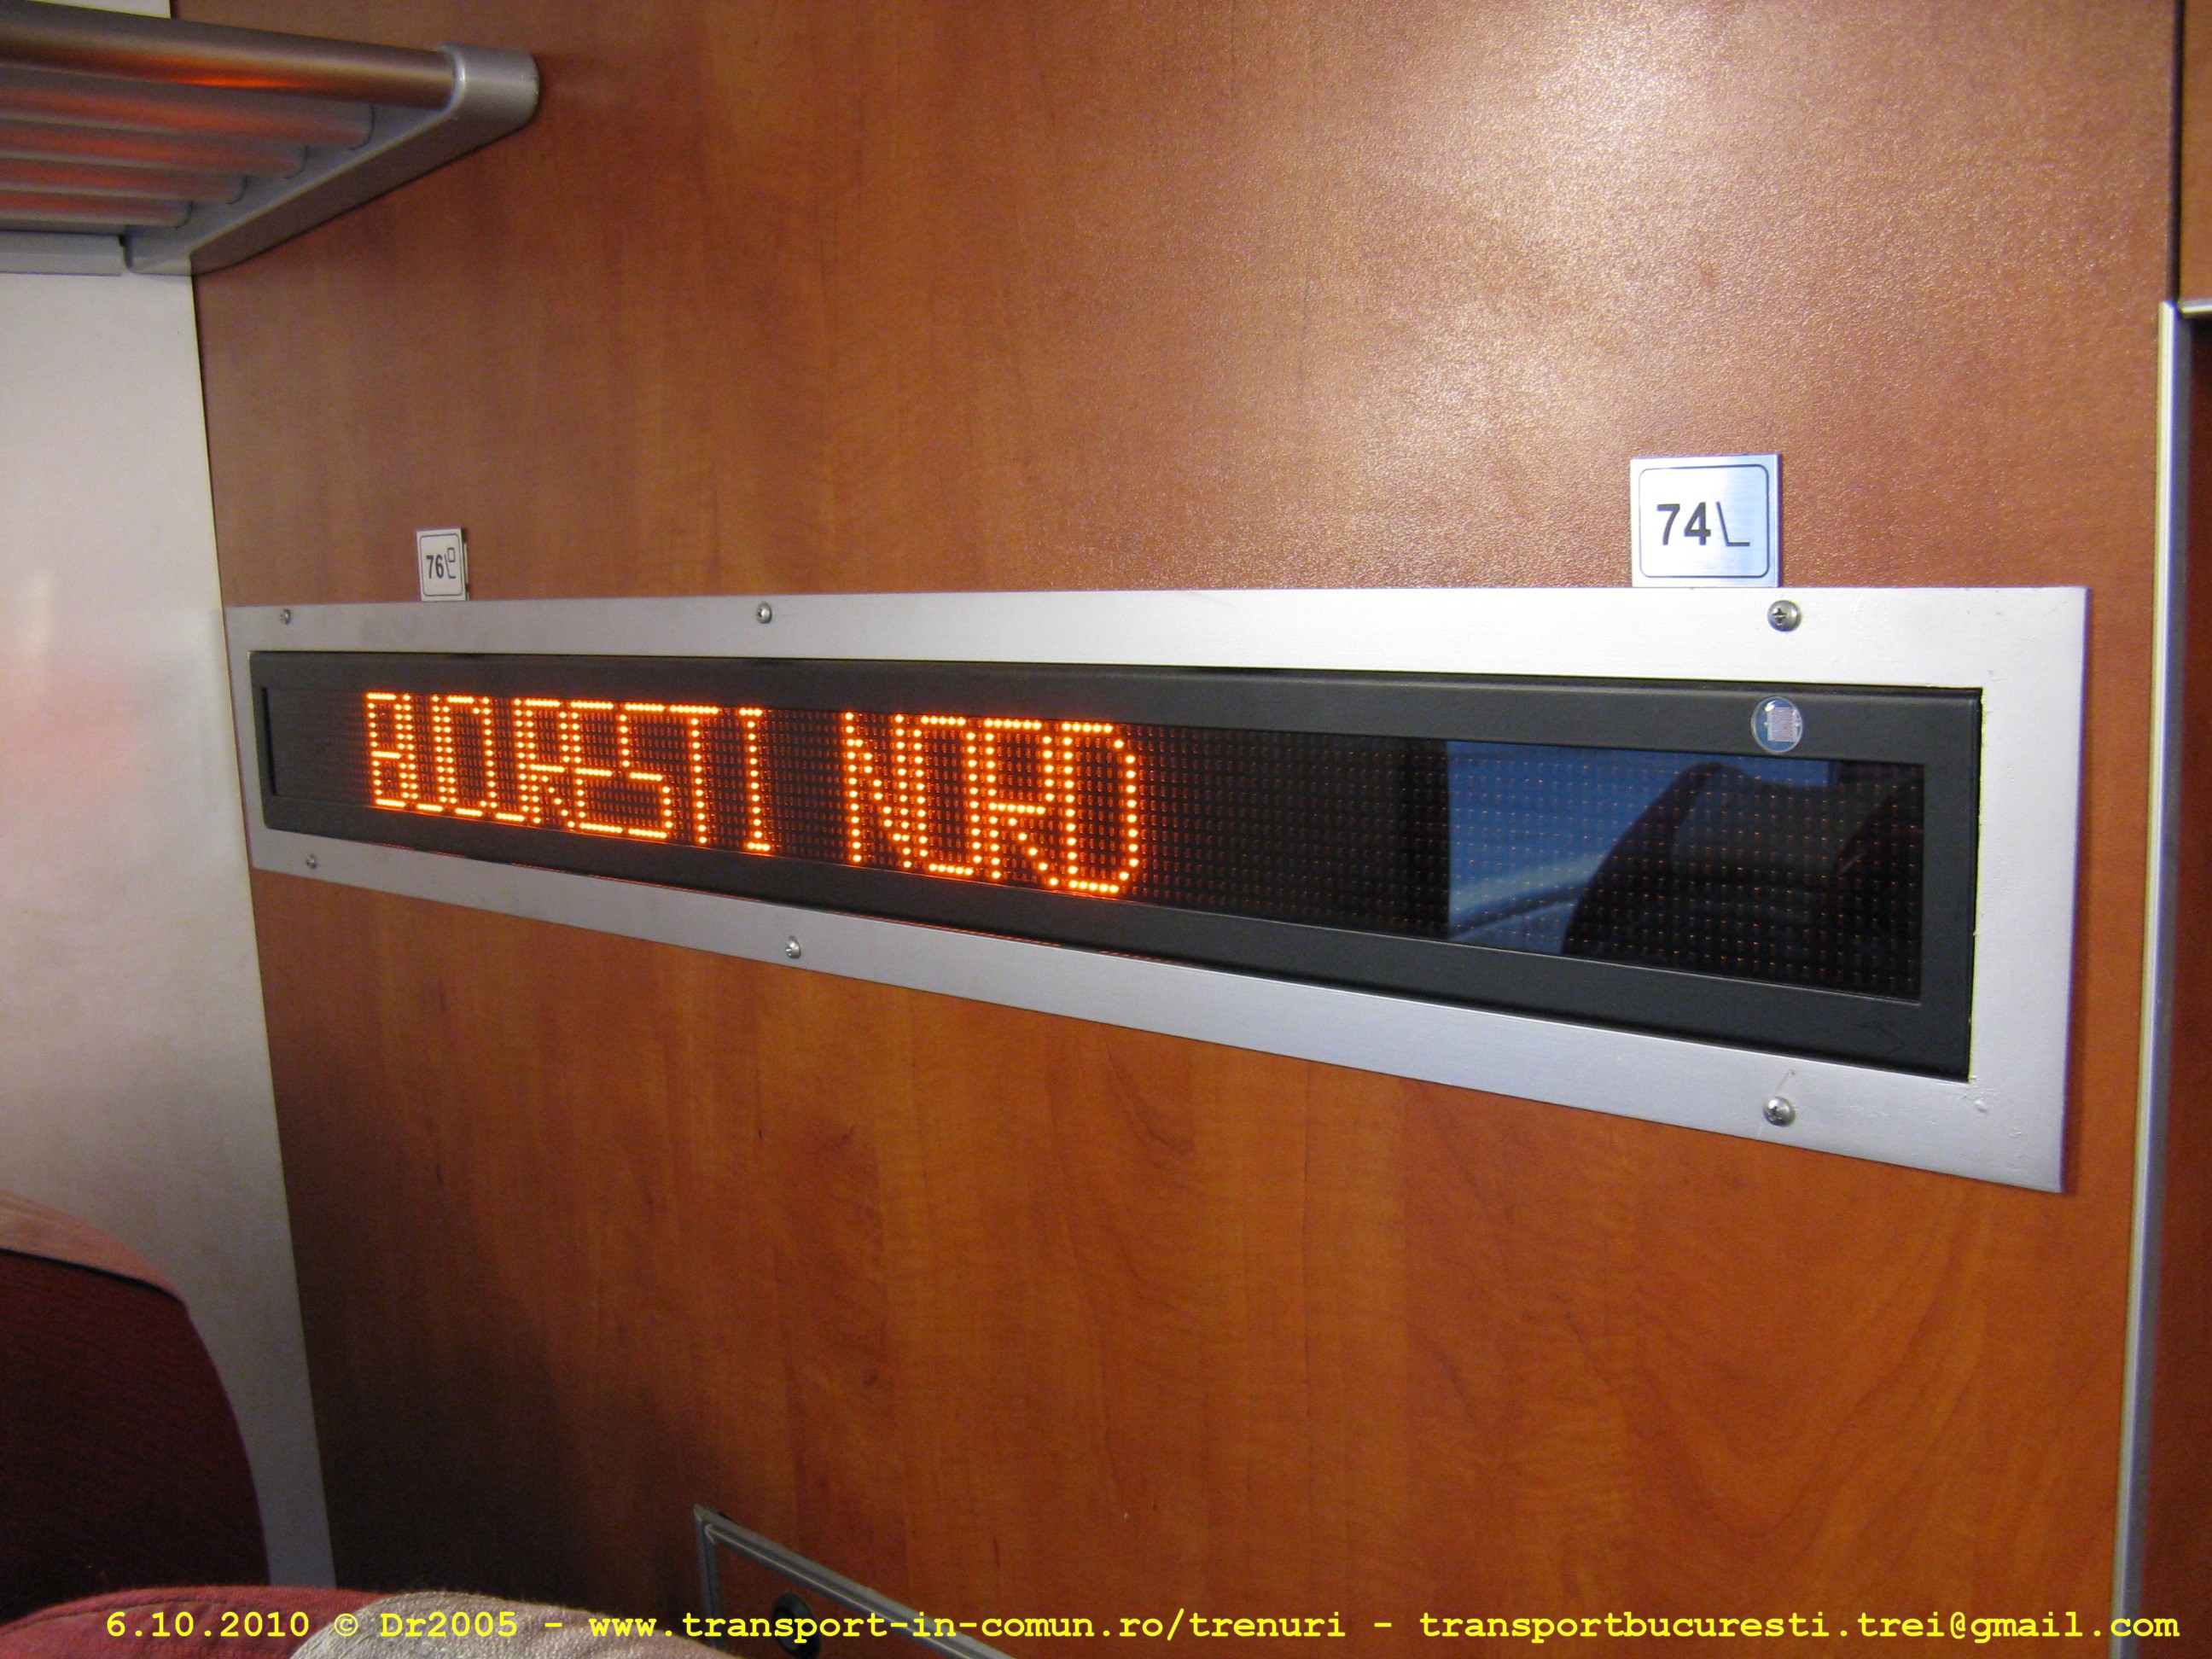 76
74
BUCURESTI NORD
6.10.2010 © Dr2005 - www.transport-in-comun.ro/trenuri - transportbucuresti.trei@gmail.com